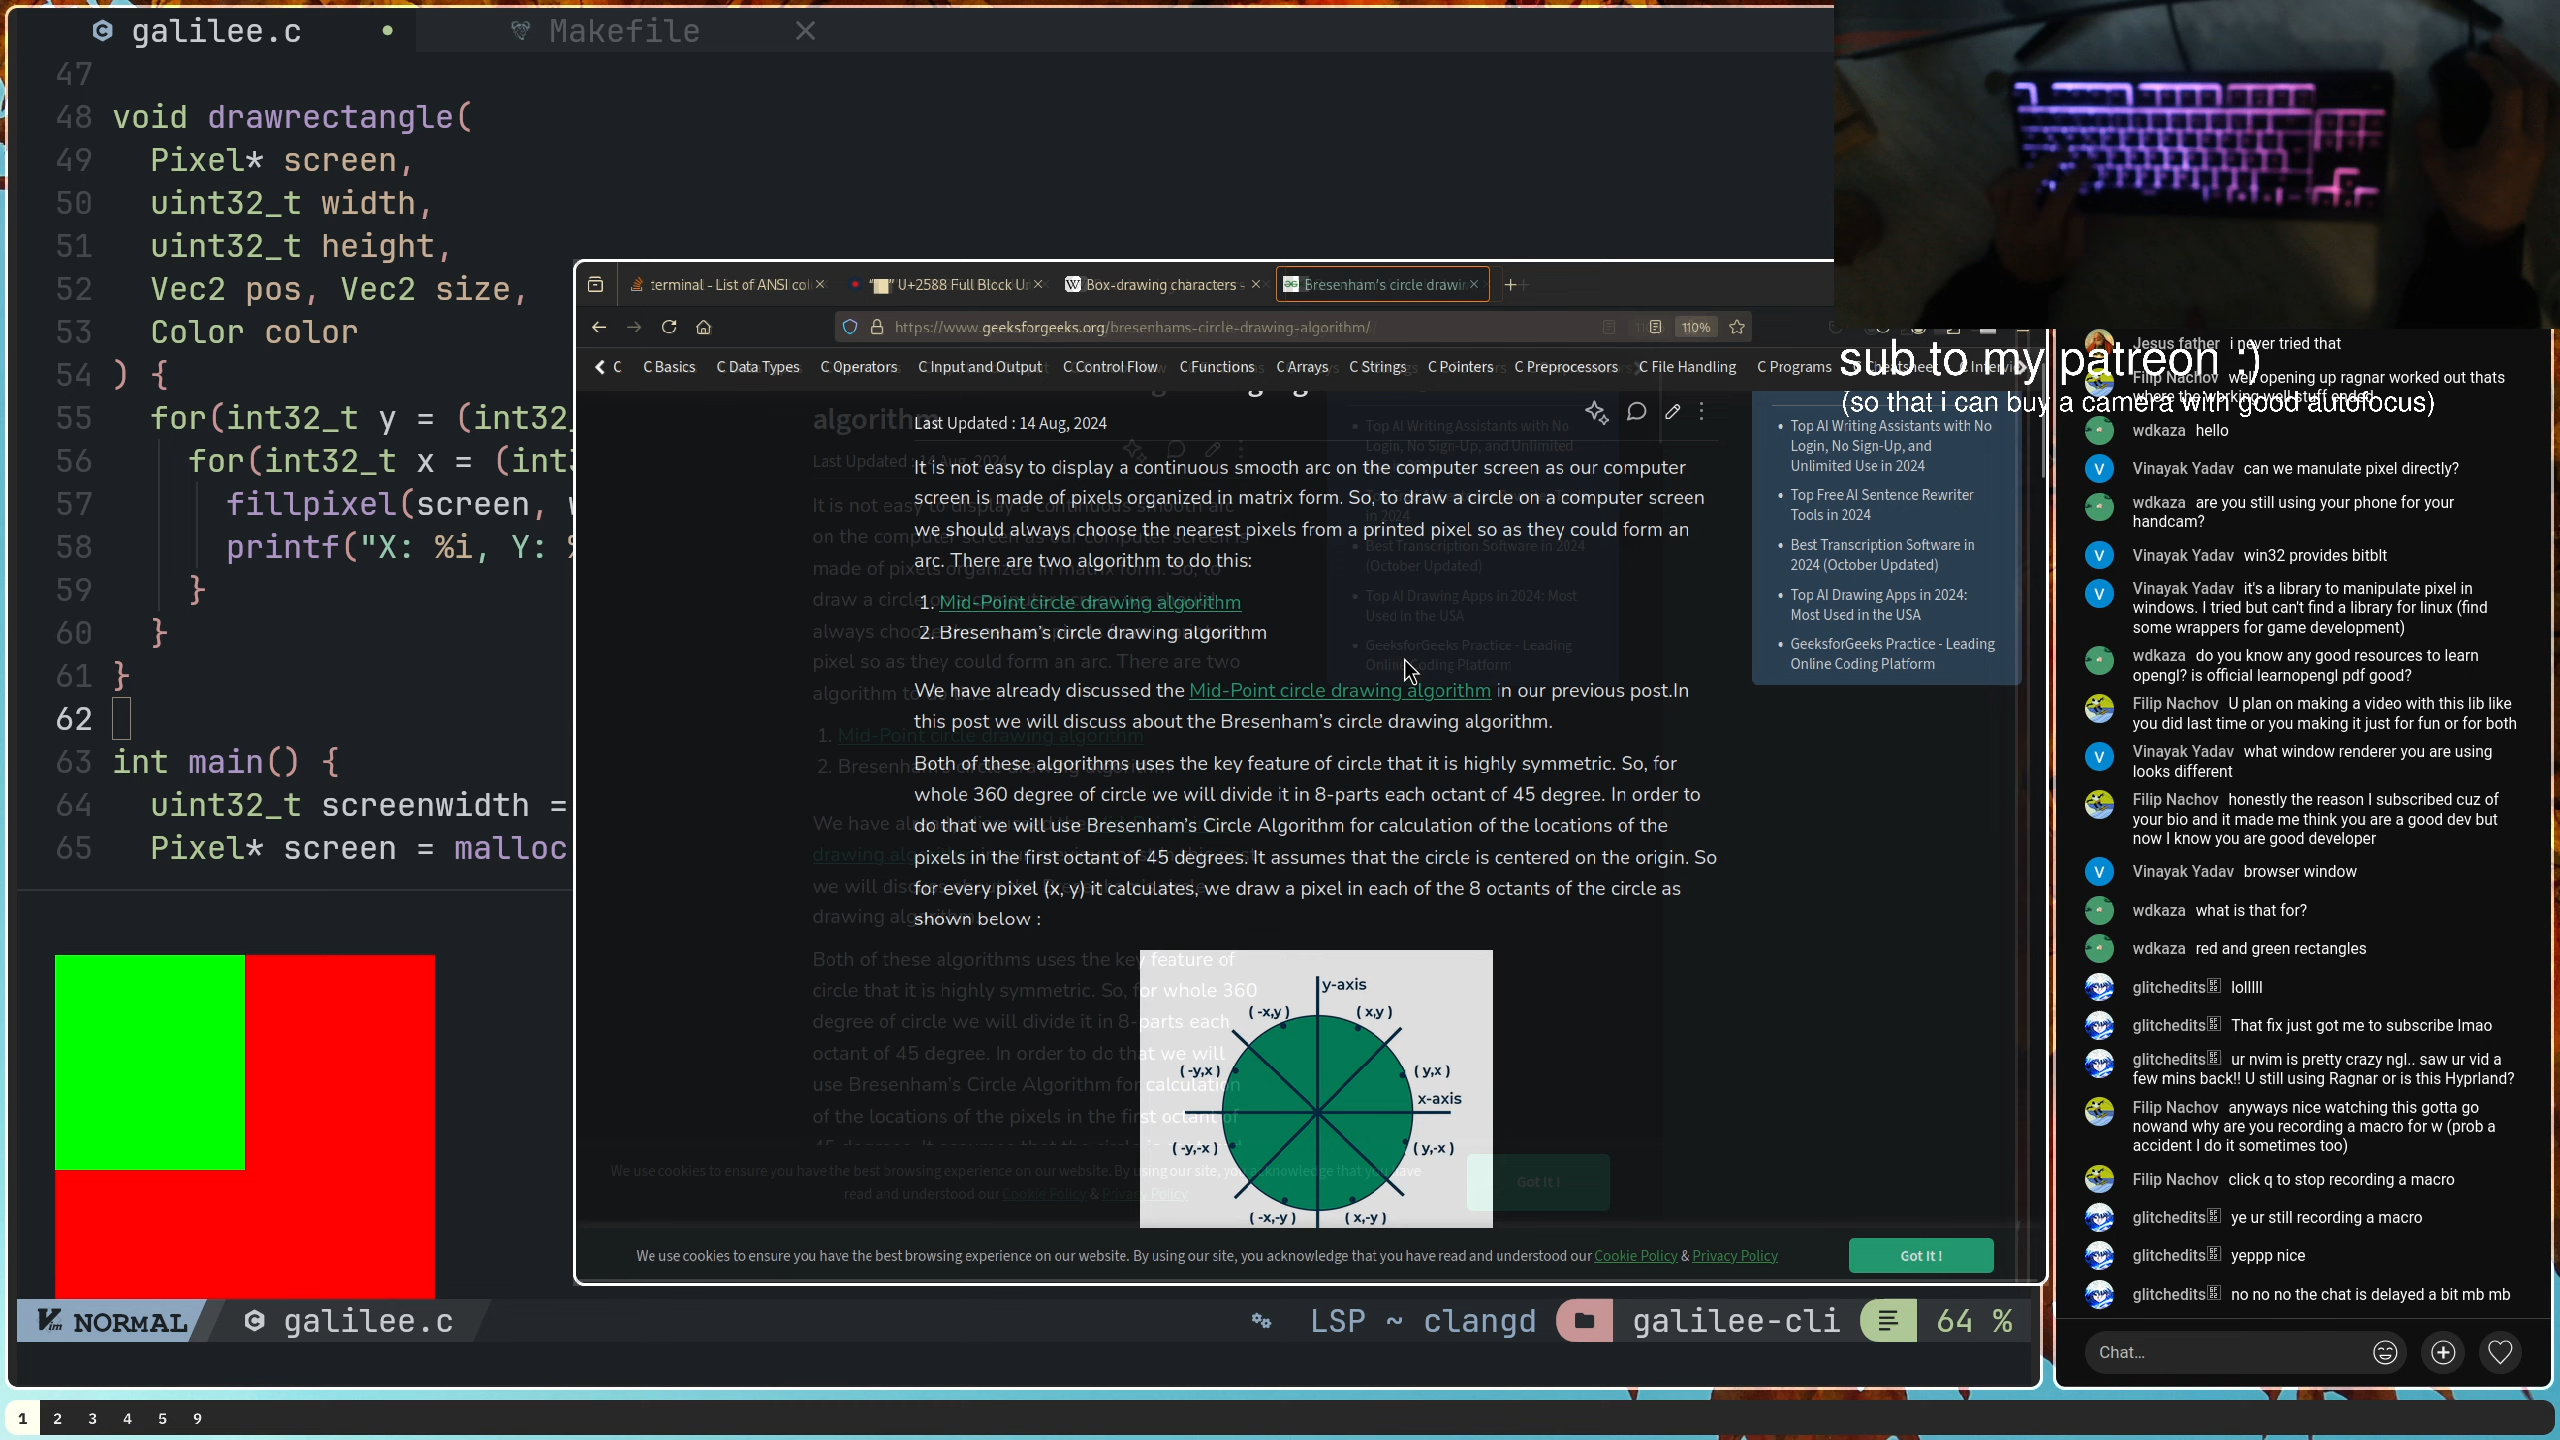 galilee.c
Makefile
47
48 void drawrectangle(
49 Pixel* screen,
50 uint32_t width,
51 uint32_t height,
52 Vec2 pos, Vec2 size,
53 Color color
54 ) {
55 for(int32_t y = (int32
56 for(int32_t x = (int
57 fillpixel(screen,
58 printf("X: %i, Y:
59 }
60 }
61 }
62
63 int main() {
64 uint32_t screenwidth =
65 Pixel* screen = malloc
NORMAL
galilee.c
LSP ~ clangd
galilee-cli
64 %
1 2 3 4 5 9
terminal - List of ANSI col
U+2588 Full Block U
Box-drawing characters -
Bresenham's circle drawin
https://www.geeksforgeeks.org/bresenhams-circle-drawing-algorithm/
110%
C
C Basics
C Data Types
C Operators
C Input and Output
C Control Flow
C Functions
C Arrays
C Strings
C Pointers
C Preprocessors
C File Handling
C Programs
Last Updated : 14 Aug, 2024
It is not easy to display a continuous smooth arc on the computer screen as our computer
screen is made of pixels organized in matrix form. So, to draw a circle on a computer screen
we should always choose the nearest pixels from a printed pixel so as they could form an
arc. There are two algorithm to do this:
1. Mid-Point circle drawing algorithm
2. Bresenham's circle drawing algorithm
We have already discussed the Mid-Point circle drawing algorithm in our previous post.In
this post we will discuss about the Bresenham's circle drawing algorithm.
Both of these algorithms uses the key feature of circle that it is highly symmetric. So, for
whole 360 degree of circle we will divide it in 8-parts each octant of 45 degree. In order to
do that we will use Bresenham's Circle Algorithm for calculation of the locations of the
pixels in the first octant of 45 degrees. It assumes that the circle is centered on the origin. So
for every pixel (x, y) it calculates, we draw a pixel in each of the 8 octants of the circle as
shown below :
y-axis
( -x,y )
( x,y )
( -y,x )
( y,x )
x-axis
( -y,-x )
( y,-x )
( -x,-y )
( x,-y )
We use cookies to ensure you have the best browsing experience on our website. By using our site, you acknowledge that you have read and understood our Cookie Policy & Privacy Policy
Got It !
• Top AI Writing Assistants with No
Login, No Sign-Up, and
Unlimited Use in 2024
• Top Free AI Sentence Rewriter
Tools in 2024
• Best Transcription Software in
2024 (October Updated)
• Top AI Drawing Apps in 2024:
Most Used in the USA
• GeeksforGeeks Practice - Leading
Online Coding Platform
sub to my patreon :)
(so that i can buy a camera with good autofocus)
Jesus father i never tried that
Filip Nachov well opening up ragnar worked out thats
where the working well stuff ended
wdkaza hello
Vinayak Yadav can we manulate pixel directly?
wdkaza are you still using your phone for your
handcam?
Vinayak Yadav win32 provides bitblt
Vinayak Yadav it's a library to manipulate pixel in
windows. I tried but can't find a library for linux (find
some wrappers for game development)
wdkaza do you know any good resources to learn
opengl? is official learnopengl pdf good?
Filip Nachov U plan on making a video with this lib like
you did last time or you making it just for fun or for both
Vinayak Yadav what window renderer you are using
looks different
Filip Nachov honestly the reason I subscribed cuz of
your bio and it made me think you are a good dev but
now I know you are good developer
Vinayak Yadav browser window
wdkaza what is that for?
wdkaza red and green rectangles
glitchedits lolllll
glitchedits That fix just got me to subscribe lmao
glitchedits ur nvim is pretty crazy ngl.. saw ur vid a
few mins back!! U still using Ragnar or is this Hyprland?
Filip Nachov anyways nice watching this gotta go
nowand why are you recording a macro for w (prob a
accident I do it sometimes too)
Filip Nachov click q to stop recording a macro
glitchedits ye ur still recording a macro
glitchedits yeppp nice
glitchedits no no no the chat is delayed a bit mb mb
Chat...